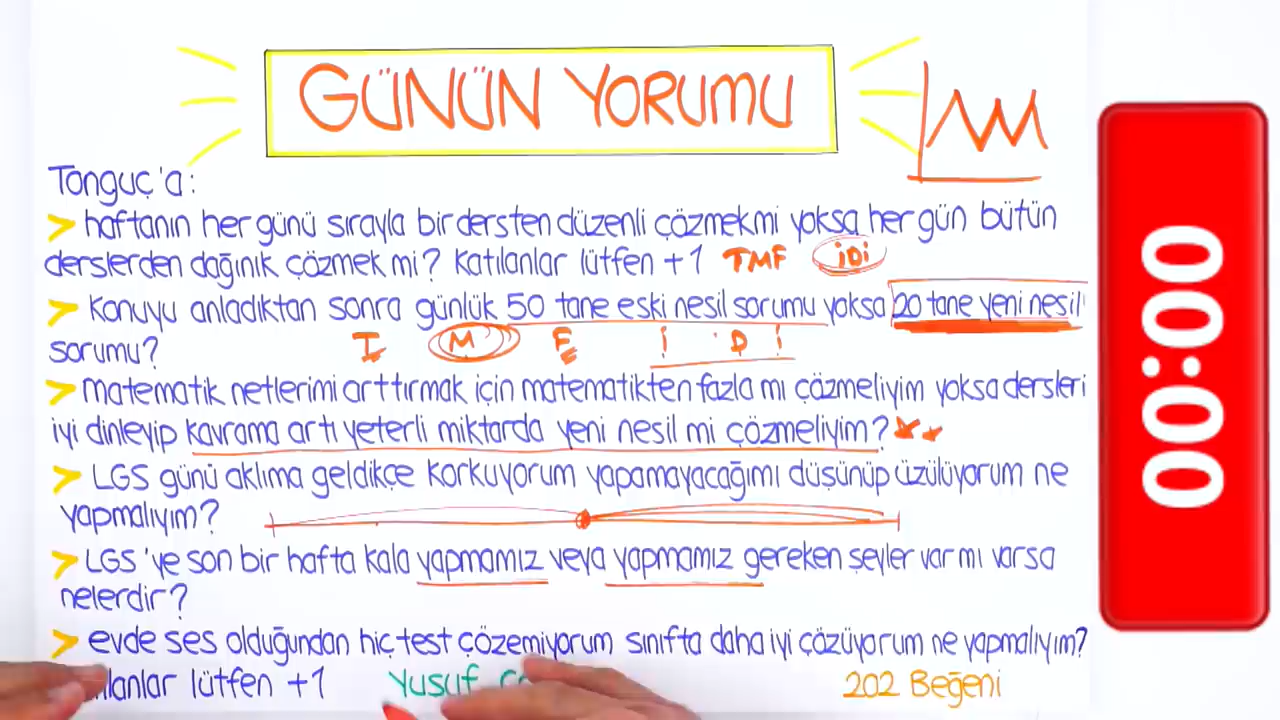 GÜNÜN YORUMU
Tonguç'a:
> haftanın her günü sırayla bir dersten düzenli çözmek mi yoksa her gün bütün
derslerden dağınık çözmek mi? Katılanlar lütfen +1 TMF İDİ
> Konuyu anladıktan sonra günlük 50 tane eski nesil sorumu yoksa 20 tane yeni nesil
sorumu? T M F İ D İ
> matematik netlerimi arttırmak için matematikten fazla mı çözmeliyim yoksa dersleri
iyi dinleyip kavrama artı yeterli miktarda yeni nesil mi çözmeliyim?
> LGS günü aklıma geldikçe korkuyorum yapamayacağımı düşünüp üzülüyorum ne
yapmalıyım?
> LGS'ye son bir hafta kala yapmamız veya yapmamız gereken şeyler var mı varsa
nelerdir?
> evde ses olduğundan hiç test çözemiyorum sınıfta daha iyi çözüyorum ne yapmalıyım?
lütfen +1 Yusuf 202 Beğeni
00:00